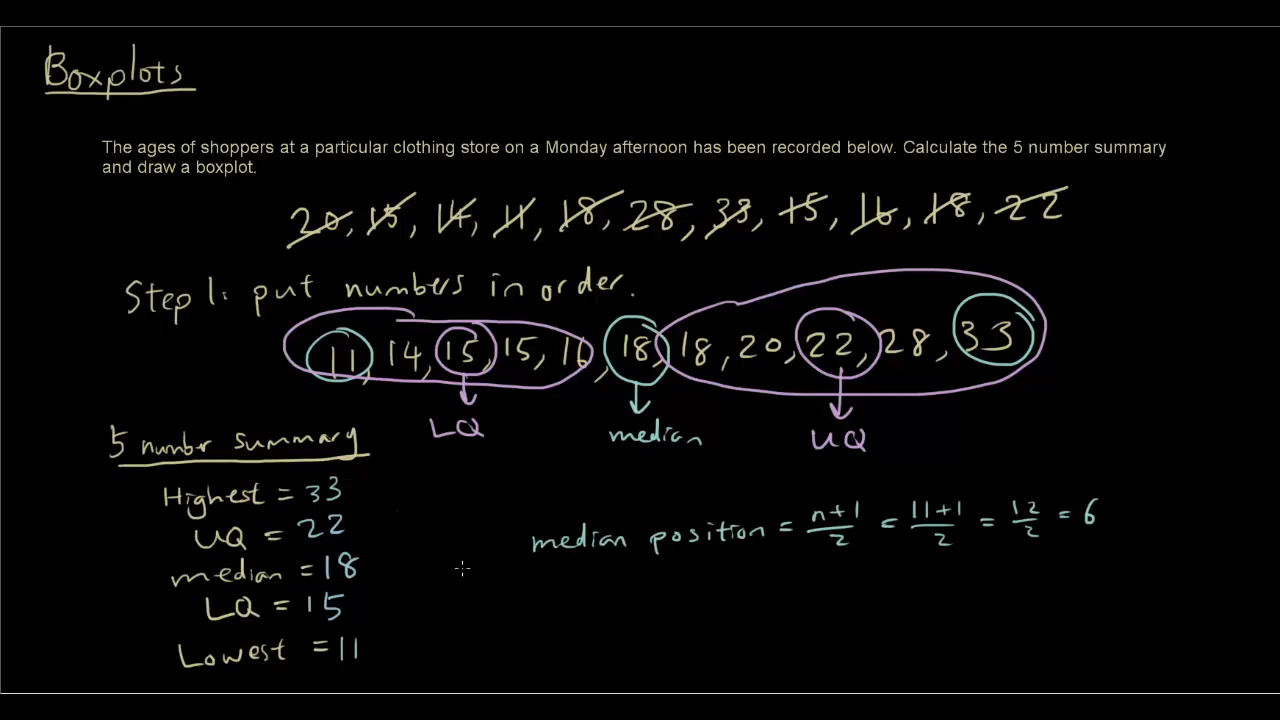 Boxplots
The ages of shoppers at a particular clothing store on a Monday afternoon has been recorded below. Calculate the 5 number summary
and draw a boxplot.
20, 15, 14, 11, 18, 28, 33, 15, 16, 18, 22
Step 1: put numbers in order.
11, 14, 15, 15, 16, 18, 18, 20, 22, 28, 33
LQ median UQ
5 number summary
Highest = 33
UQ = 22
median = 18
LQ = 15
Lowest = 11
median position = n+1/2 = 11+1/2 = 12/2 = 6